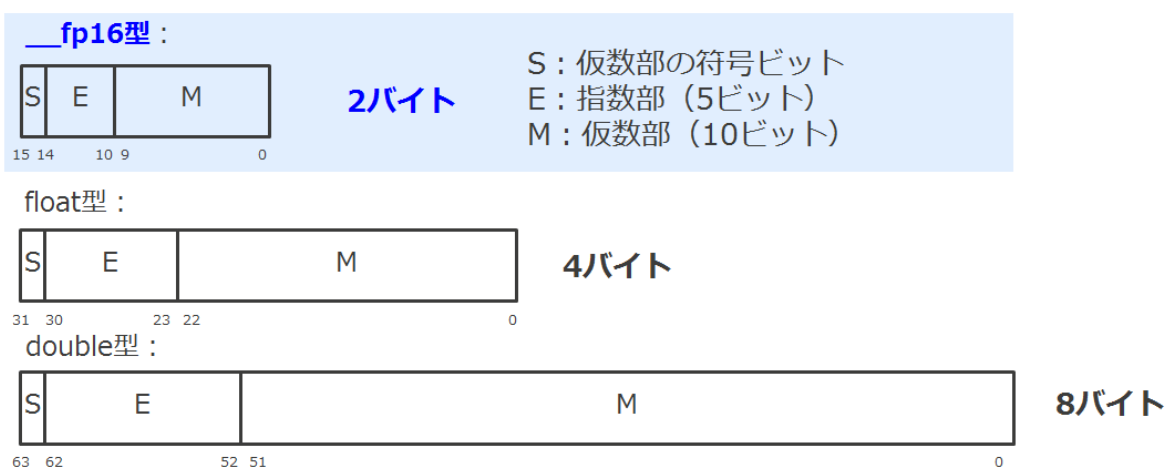 __fp16型：
S：仮数部の符号ビット
E：指数部（5ビット）
M：仮数部（10ビット）
S E M
2バイト
15 14 10 9 0
float型：
S E M
4バイト
31 30 23 22 0
double型：
S E M
8バイト
63 62 52 51 0